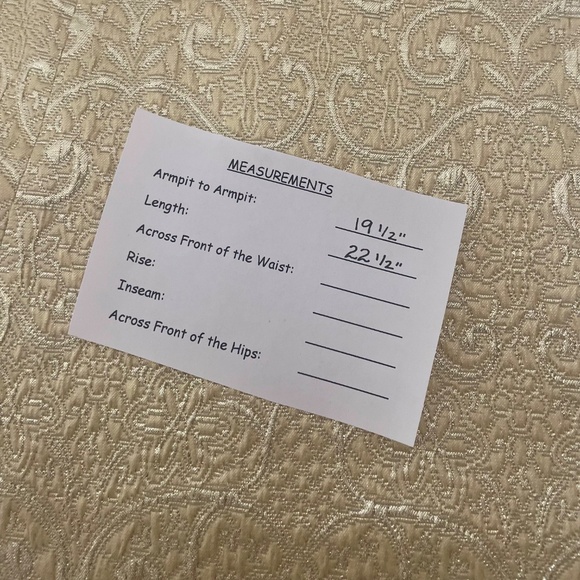 MEASUREMENTS
Armpit to Armpit: 19 1/2"
Length: 22 1/2"
Across Front of the Waist:
Rise:
Inseam:
Across Front of the Hips: